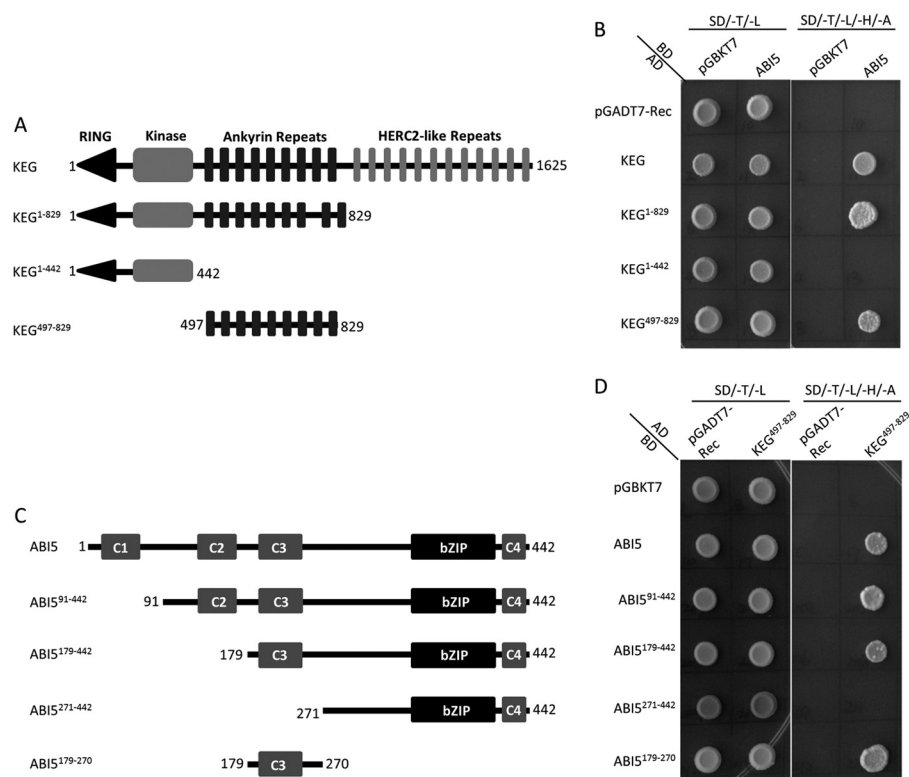 A
RING Kinase Ankyrin Repeats HERC2-like Repeats
KEG 1 1625
KEG1-829 1 829
KEG1-442 1 442
KEG497-829 497 829
B
SD/-T/-L SD/-T/-L/-H/-A
BD
AD
pGBKT7 ABI5 pGBKT7 ABI5
pGADT7-Rec
KEG
KEG1-829
KEG1-442
KEG497-829
C
ABI5 1 C1 C2 C3 bZIP C4 442
ABI591-442 91 C2 C3 bZIP C4 442
ABI5179-442 179 C3 bZIP C4 442
ABI5271-442 271 bZIP C4 442
ABI5179-270 179 C3 270
D
SD/-T/-L SD/-T/-L/-H/-A
AD
BD
pGADT7-
Rec
KEG497-829
pGADT7-
Rec
KEG497-829
pGBKT7
ABI5
ABI591-442
ABI5179-442
ABI5271-442
ABI5179-270